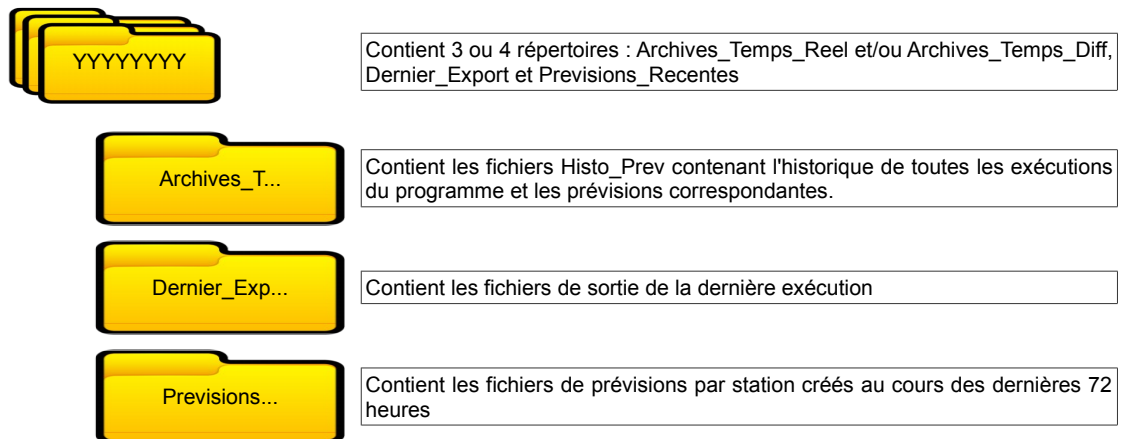 YYYYYYYY
Contient 3 ou 4 répertoires : Archives_Temps_Reel et/ou Archives_Temps_Diff,
Dernier_Export et Previsions_Recentes
Archives_T...
Contient les fichiers Histo_Prev contenant l'historique de toutes les exécutions
du programme et les prévisions correspondantes.
Dernier_Exp...
Contient les fichiers de sortie de la dernière exécution
Previsions...
Contient les fichiers de prévisions par station créés au cours des dernières 72
heures